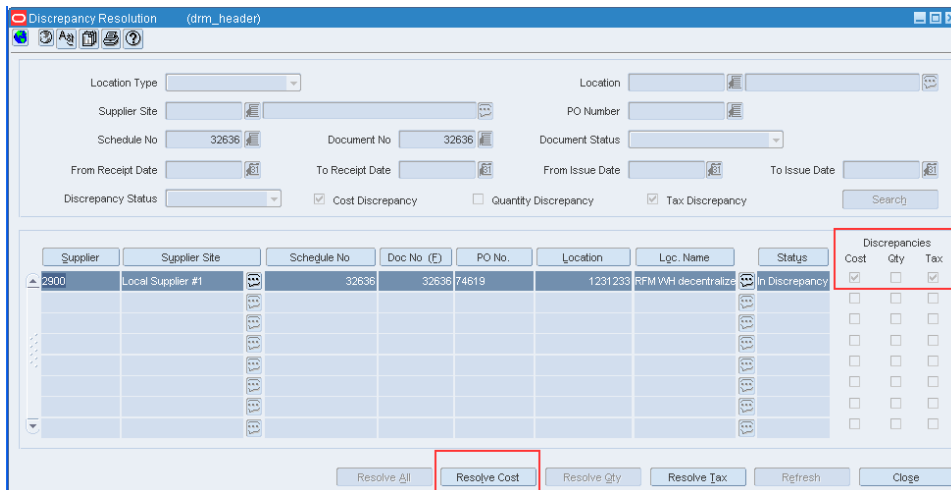 Discrepancy Resolution (drm_header)
Location Type Location
Supplier Site PO Number
Schedule No 32636 Document No 32636 Document Status
From Receipt Date To Receipt Date From Issue Date To Issue Date
Discrepancy Status Cost Discrepancy Quantity Discrepancy Tax Discrepancy Search
Discrepancies
Supplier Supplier Site Schedule No Doc No (F) PO No. Location Loc. Name Status Cost Qty Tax
2900 Local Supplier #1 32636 32636 74619 1231233 RFM WH decentralize In Discrepancy
Resolve All Resolve Cost Resolve Qty Resolve Tax Refresh Close